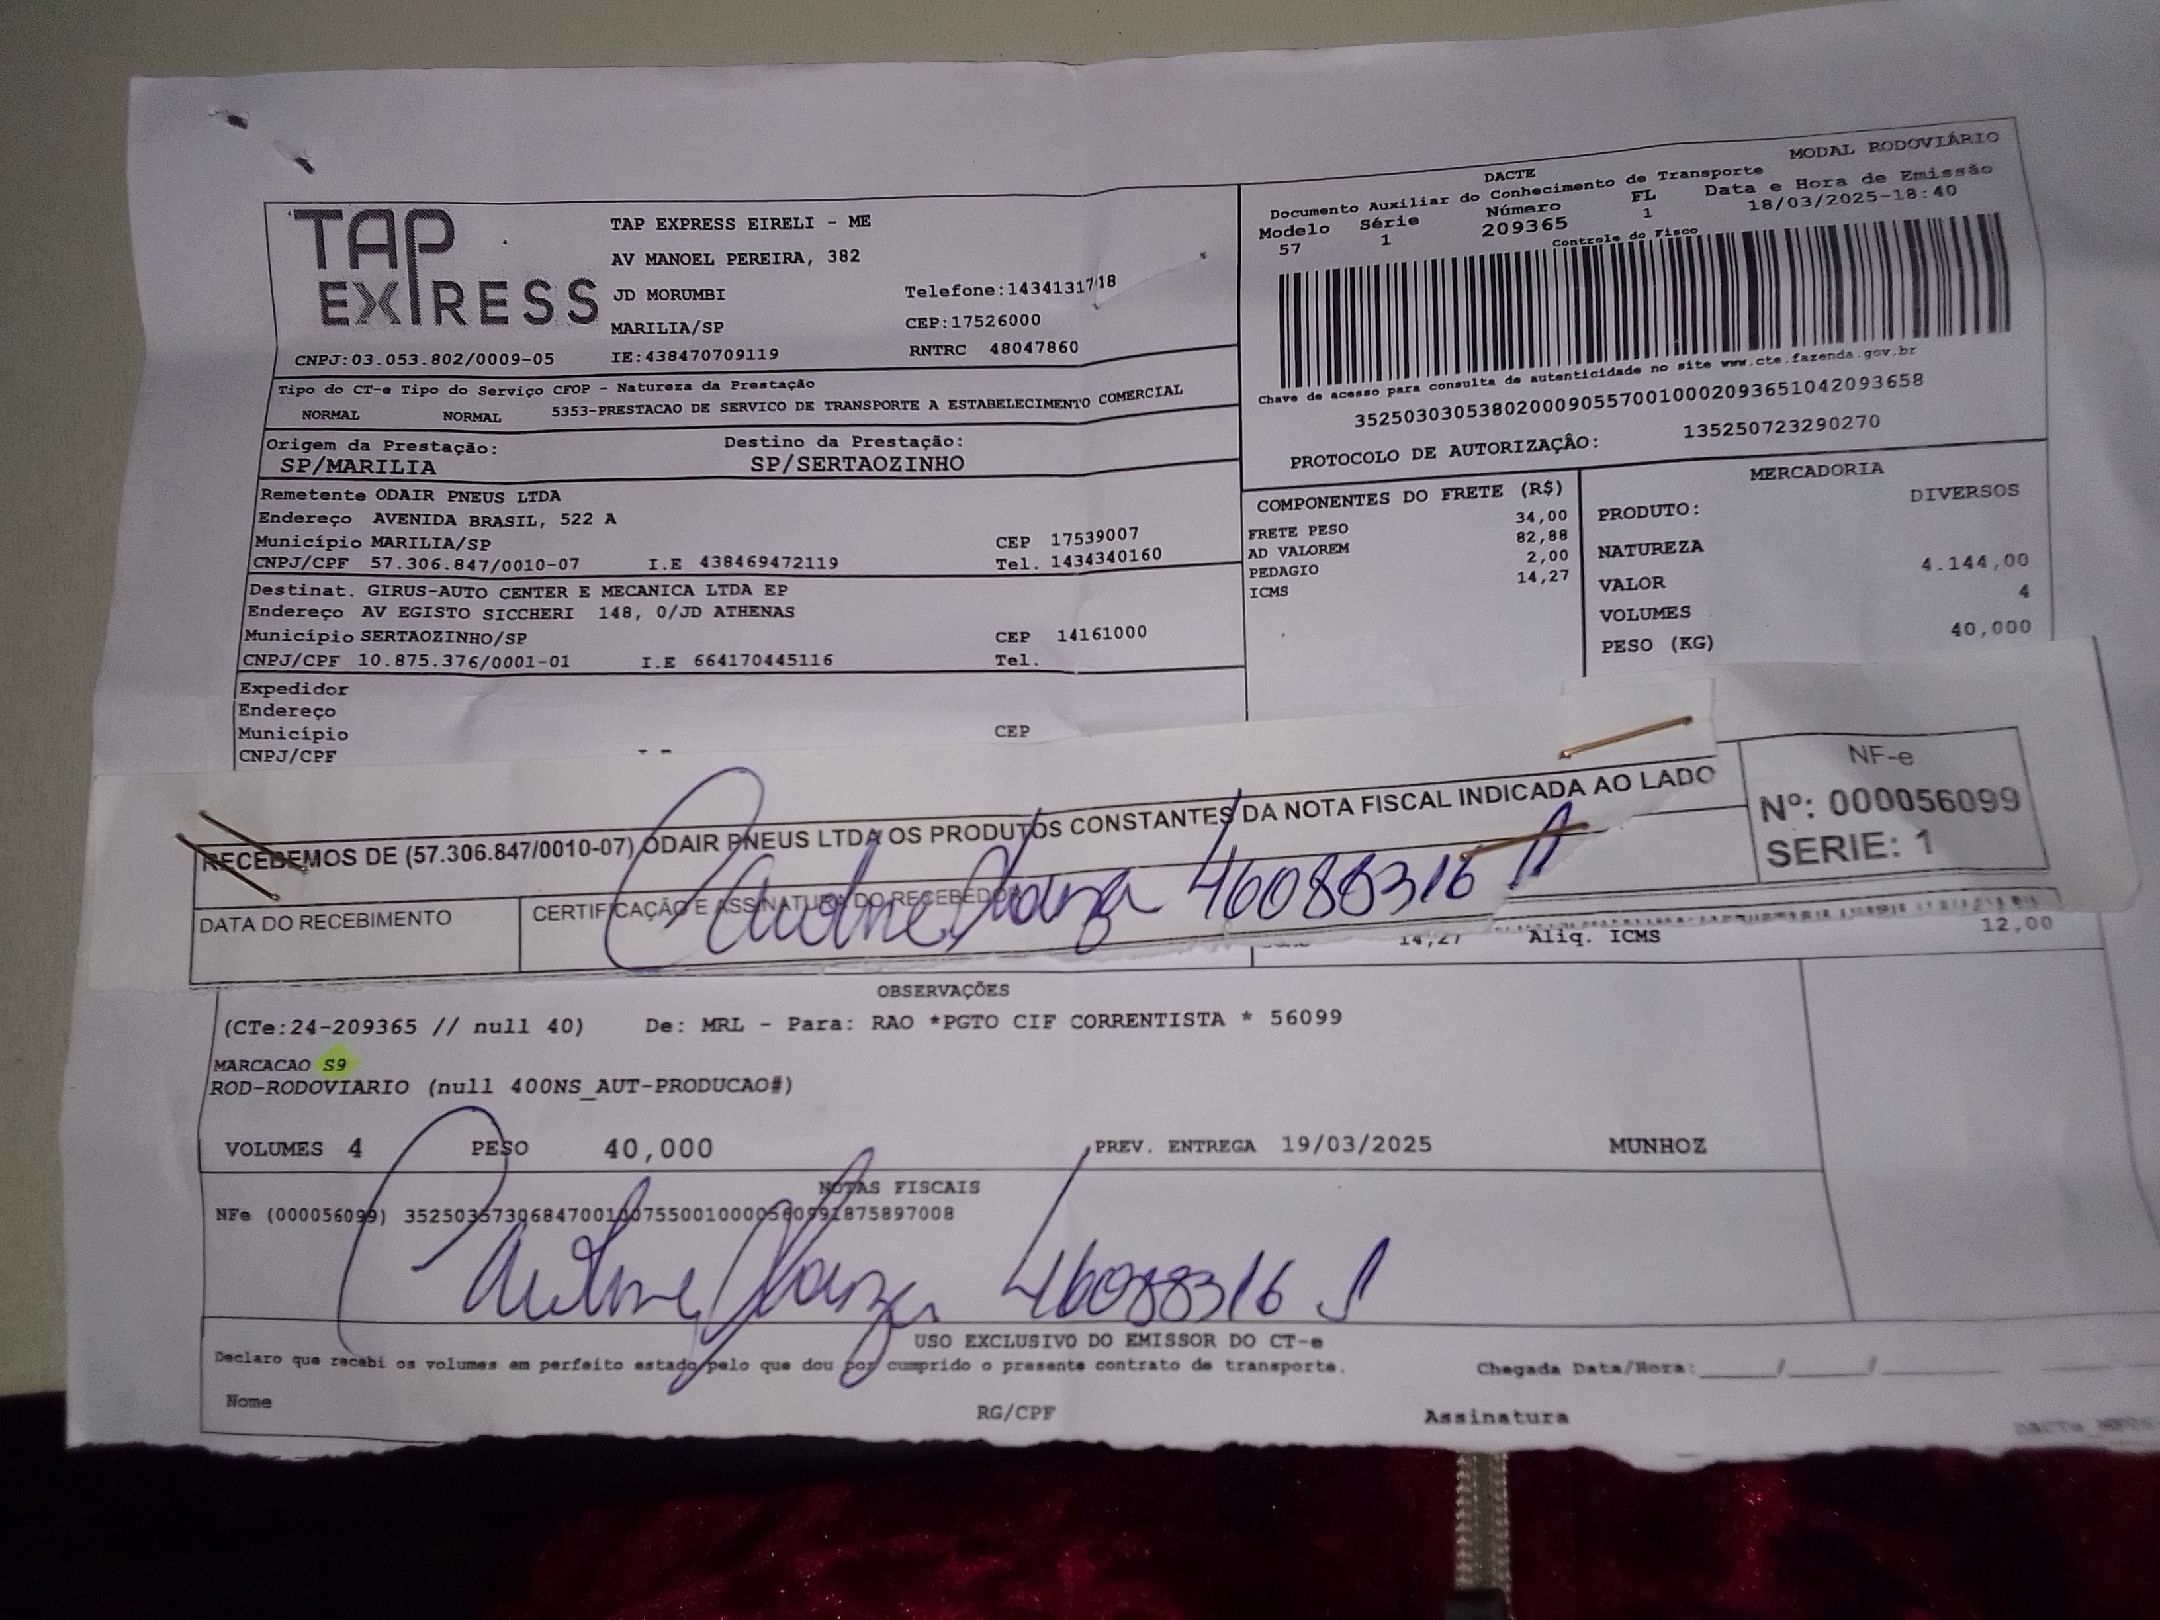 TAP EXPRESS
TAP EXPRESS EIRELI - ME
AV MANOEL PEREIRA, 382
JD MORUMBI Telefone:1434131718
MARILIA/SP CEP:17526000
CNPJ:03.053.802/0009-05 IE:438470709119 RNTRC 48047860
DACTE MODAL RODOVIÁRIO
Documento Auxiliar do Conhecimento de Transporte
Modelo Série Número FL Data e Hora de Emissão
57 1 209365 1 18/03/2025-18:40
Controle do Fisco
Chave de acesso para consulta de autenticidade no site www.cte.fazenda.gov.br
35250303053802000905570010002093651042093658
PROTOCOLO DE AUTORIZAÇÂO: 135250723290270
Tipo do CT-e Tipo do Serviço CFOP - Natureza da Prestação
NORMAL NORMAL 5353-PRESTACAO DE SERVICO DE TRANSPORTE A ESTABELECIMENTO COMERCIAL
Origem da Prestação: Destino da Prestação:
SP/MARILIA SP/SERTAOZINHO
Remetente ODAIR PNEUS LTDA
Endereço AVENIDA BRASIL, 522 A
Município MARILIA/SP CEP 17539007
CNPJ/CPF 57.306.847/0010-07 I.E 438469472119 Tel. 1434340160
Destinat. GIRUS-AUTO CENTER E MECANICA LTDA EP
Endereço AV EGISTO SICCHERI 148, 0/JD ATHENAS
Município SERTAOZINHO/SP CEP 14161000
CNPJ/CPF 10.875.376/0001-01 I.E 664170445116 Tel.
Expedidor
Endereço
Município CEP
CNPJ/CPF
COMPONENTES DO FRETE (R$)
FRETE PESO 34,00
AD VALOREM 82,88
PEDAGIO 2,00
ICMS 14,27
MERCADORIA
PRODUTO: DIVERSOS
NATUREZA
VALOR 4.144,00
VOLUMES 4
PESO (KG) 40,000
RECEBEMOS DE (57.306.847/0010-07) ODAIR PNEUS LTDA OS PRODUTOS CONSTANTES DA NOTA FISCAL INDICADA AO LADO
DATA DO RECEBIMENTO CERTIFICAÇÃO E ASSINATURA DO RECEBEDOR
46088316
NF-e
Nº: 000056099
SERIE: 1
14,27 Aliq. ICMS 12,00
OBSERVAÇÕES
(CTe:24-209365 // null 40) De: MRL - Para: RAO *PGTO CIF CORRENTISTA * 56099
MARCACAO S9
ROD-RODOVIARIO (null 400NS_AUT-PRODUCAO#)
VOLUMES 4 PESO 40,000 PREV. ENTREGA 19/03/2025 MUNHOZ
NOTAS FISCAIS
NFe (000056099) 35250357306847001007550010000560991875897008
46088316
USO EXCLUSIVO DO EMISSOR DO CT-e
Declaro que recebi os volumes em perfeito estado pelo que dou por cumprido o presente contrato de transporte. Chegada Data/Hora:____/____/____
Nome RG/CPF Assinatura